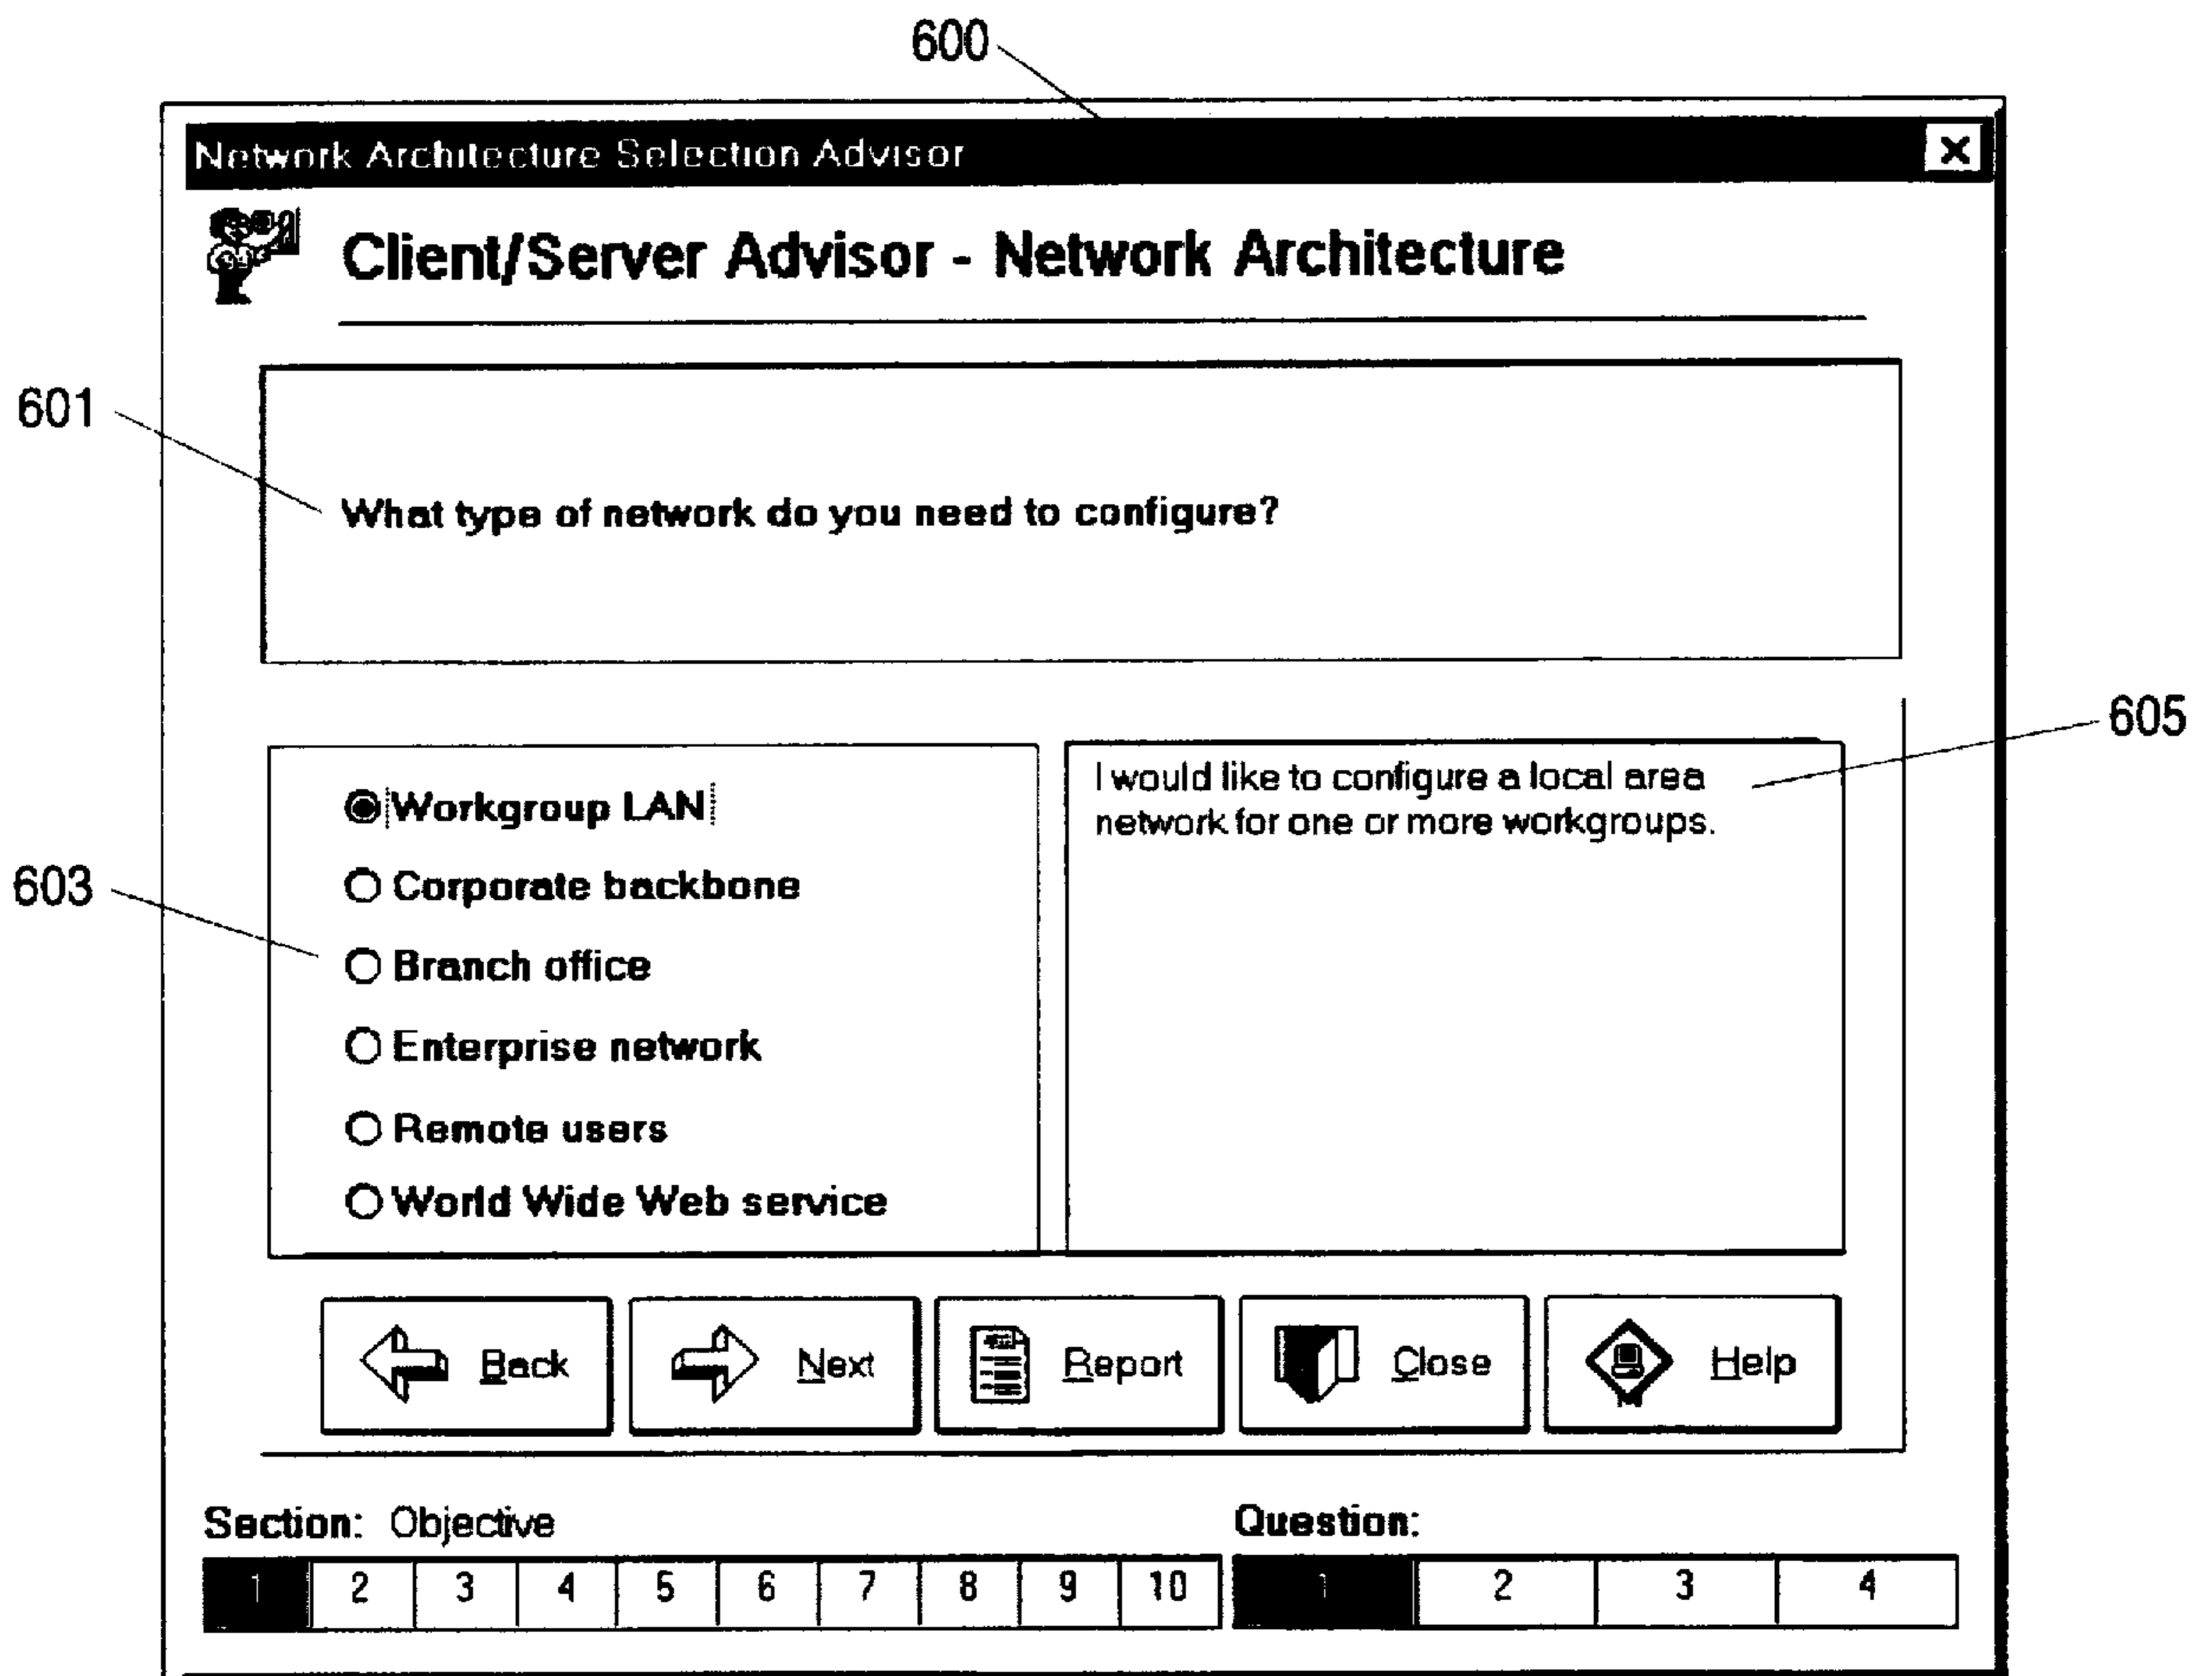 600
Network Architecture Selection Advisor
Client/Server Advisor - Network Architecture
601
What type of network do you need to configure?
605
603
Workgroup LAN
Corporate backbone
Branch office
Enterprise network
Remote users
World Wide Web service
I would like to configure a local area
network for one or more workgroups.
Back Next Report Close Help
Section: Objective Question:
1 2 3 4 5 6 7 8 9 10 1 2 3 4